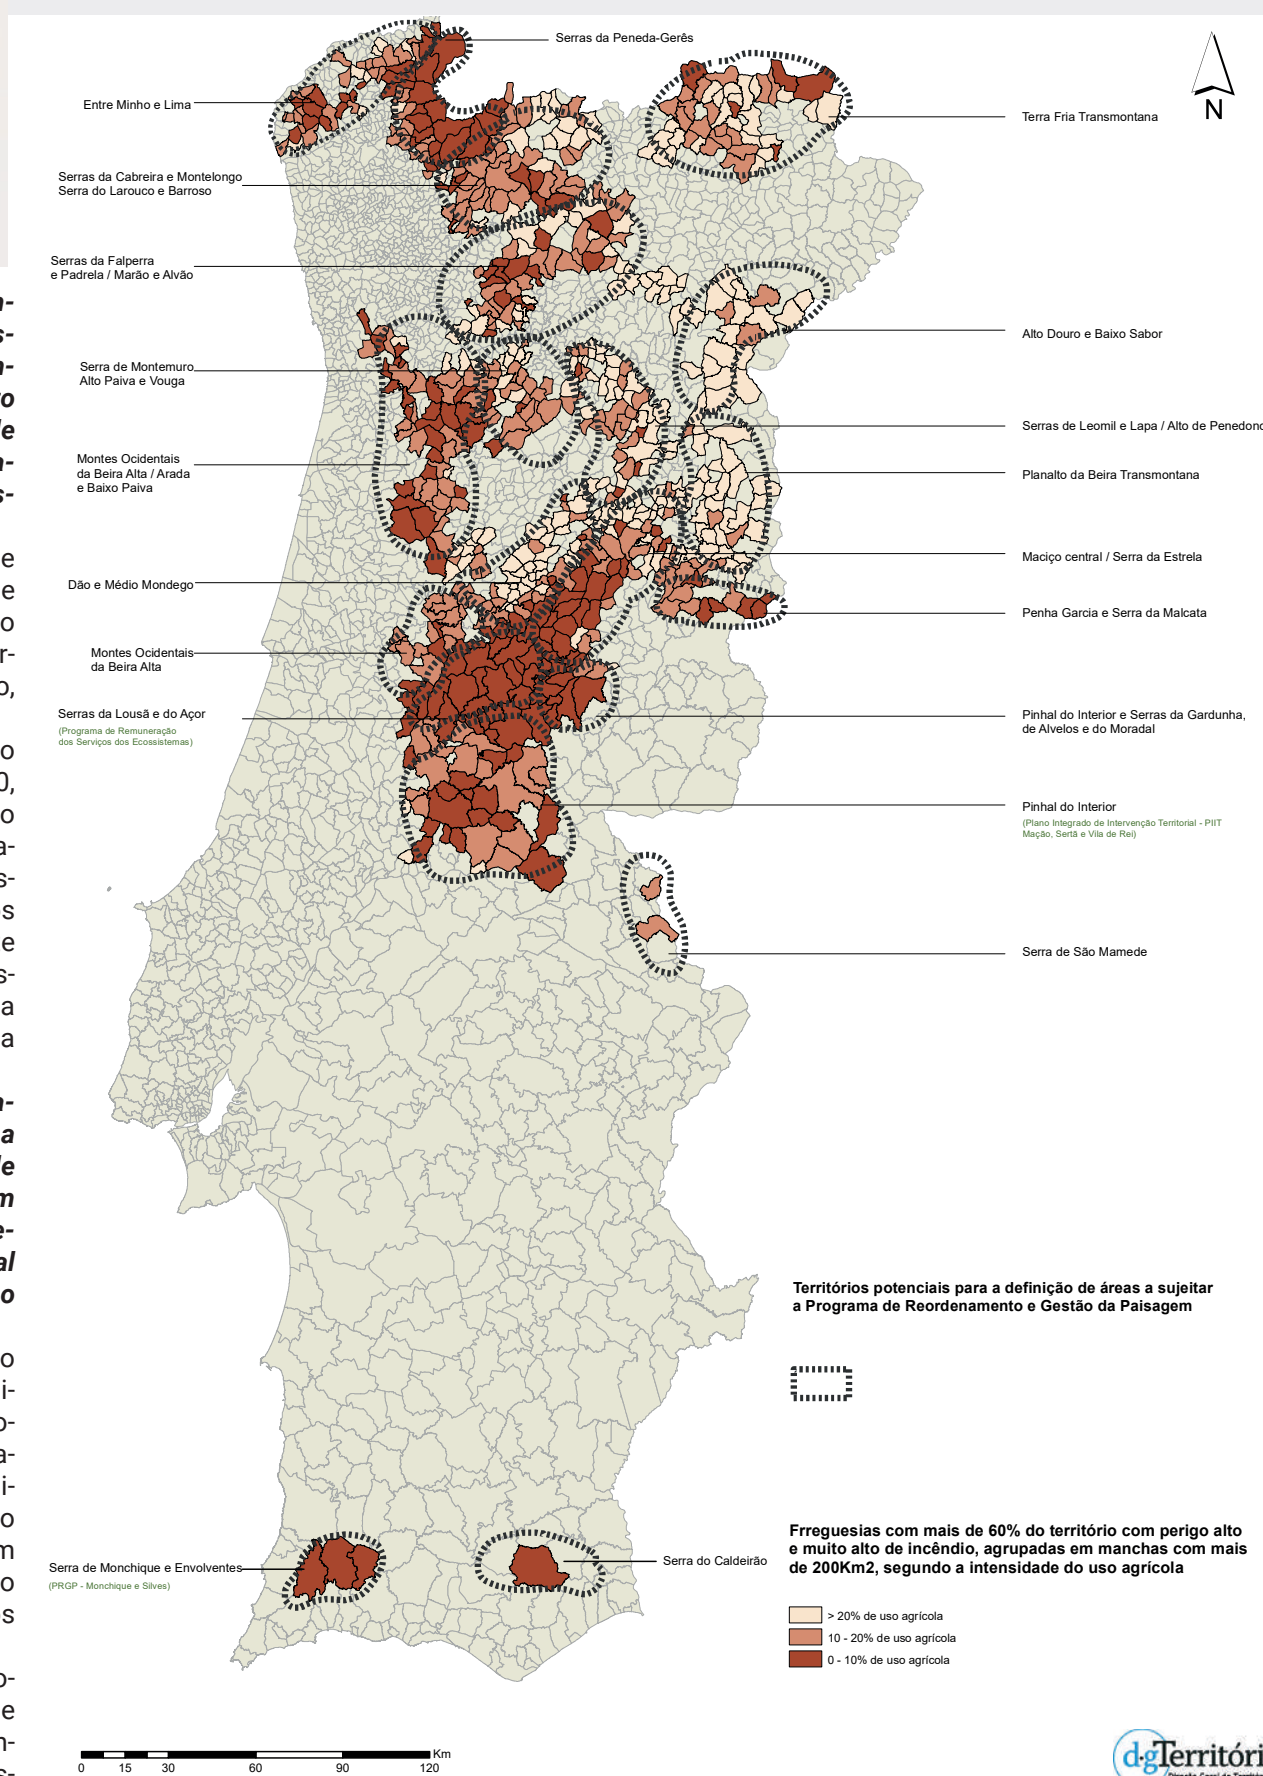 Serras da Peneda-Gerês
N
Entre Minho e Lima
Terra Fria Transmontana
Serras da Cabreira e Montelongo
Serra do Larouco e Barroso
Serras da Falperra
e Padrela / Marão e Alvão
Alto Douro e Baixo Sabor
Serra de Montemuro
Alto Paiva e Vouga
Serras de Leomil e Lapa / Alto de Penedono
Montes Ocidentais
da Beira Alta / Arada
e Baixo Paiva
Planalto da Beira Transmontana
Maciço central / Serra da Estrela
Dão e Médio Mondego
Penha Garcia e Serra da Malcata
Montes Ocidentais
da Beira Alta
Serras da Lousã e do Açor
(Programa de Remuneração
dos Serviços dos Ecossistemas)
Pinhal do Interior e Serras da Gardunha,
de Alvelos e do Moradal
Pinhal do Interior
(Plano Integrado de Intervenção Territorial - PIIT
Mação, Sertã e Vila de Rei)
Serra de São Mamede
Territórios potenciais para a definição de áreas a sujeitar
a Programa de Reordenamento e Gestão da Paisagem
Frreguesias com mais de 60% do território com perigo alto
e muito alto de incêndio, agrupadas em manchas com mais
de 200Km2, segundo a intensidade do uso agrícola
> 20% de uso agrícola
10 - 20% de uso agrícola
0 - 10% de uso agrícola
Serra de Monchique e Envolventes
(PRGP - Monchique e Silves)
Serra do Caldeirão
Km
0 15 30 60 90 120
dgTerritóri